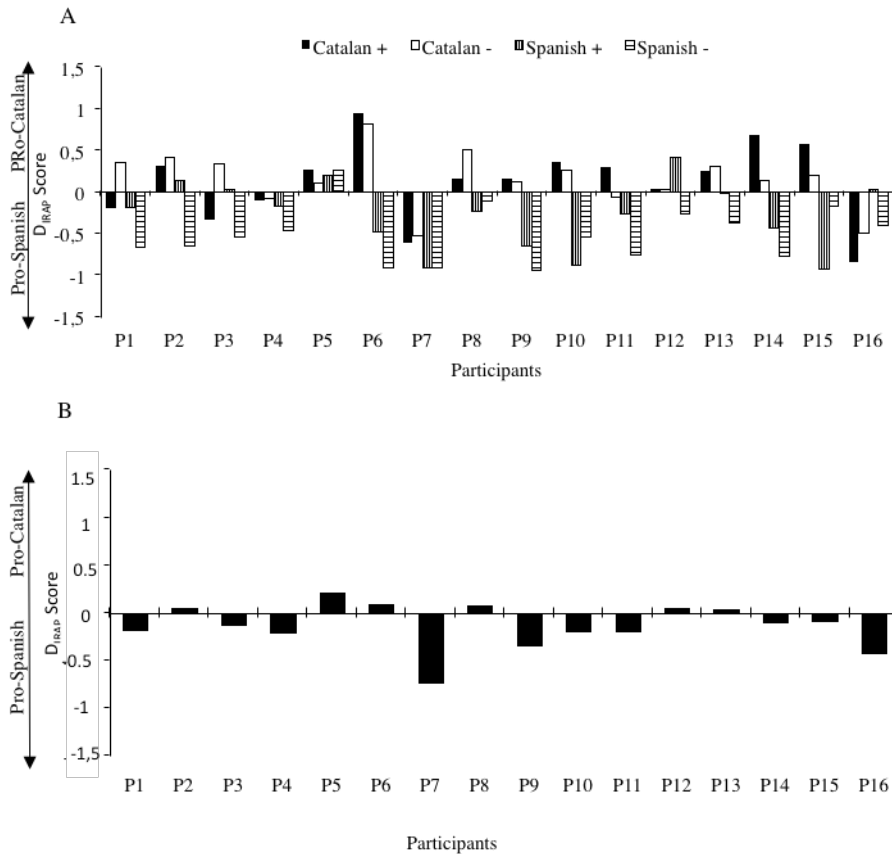 A
Catalan + Catalan - Spanish + Spanish -
PRo-Catalan
Pro-Spanish
DIRAP Score
1,5
1
0,5
0
-0,5
-1
-1,5
P1 P2 P3 P4 P5 P6 P7 P8 P9 P10 P11 P12 P13 P14 P15 P16
Participants
B
Pro-Catalan
Pro-Spanish
DIRAP Score
1.5
1
0.5
0
-0.5
-1
-1,5
P1 P2 P3 P4 P5 P6 P7 P8 P9 P10 P11 P12 P13 P14 P15 P16
Participants